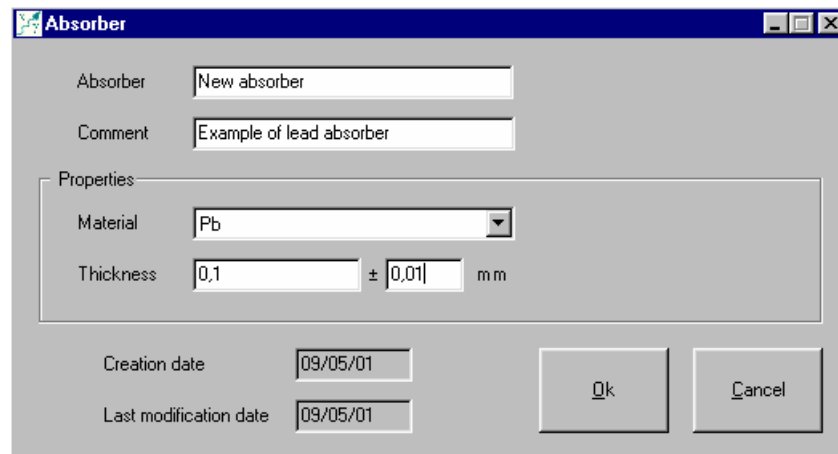 Absorber
Absorber New absorber
Comment Example of lead absorber
Properties
Material Pb
Thickness 0,1 ± 0,01 mm
Creation date 09/05/01
Ok Cancel
Last modification date 09/05/01